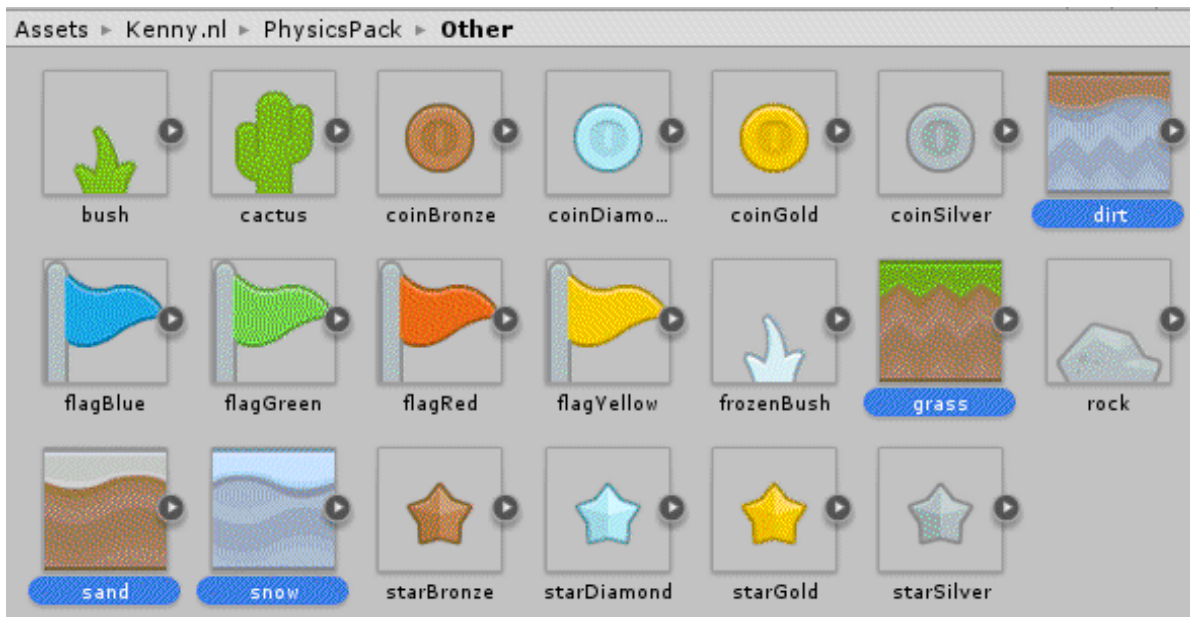 Assets ▸ Kenny.nl ▸ PhysicsPack ▸ Other
bush cactus coinBronze coinDiamo... coinGold coinSilver dirt
flagBlue flagGreen flagRed flagYellow frozenBush grass rock
sand snow starBronze starDiamond starGold starSilver